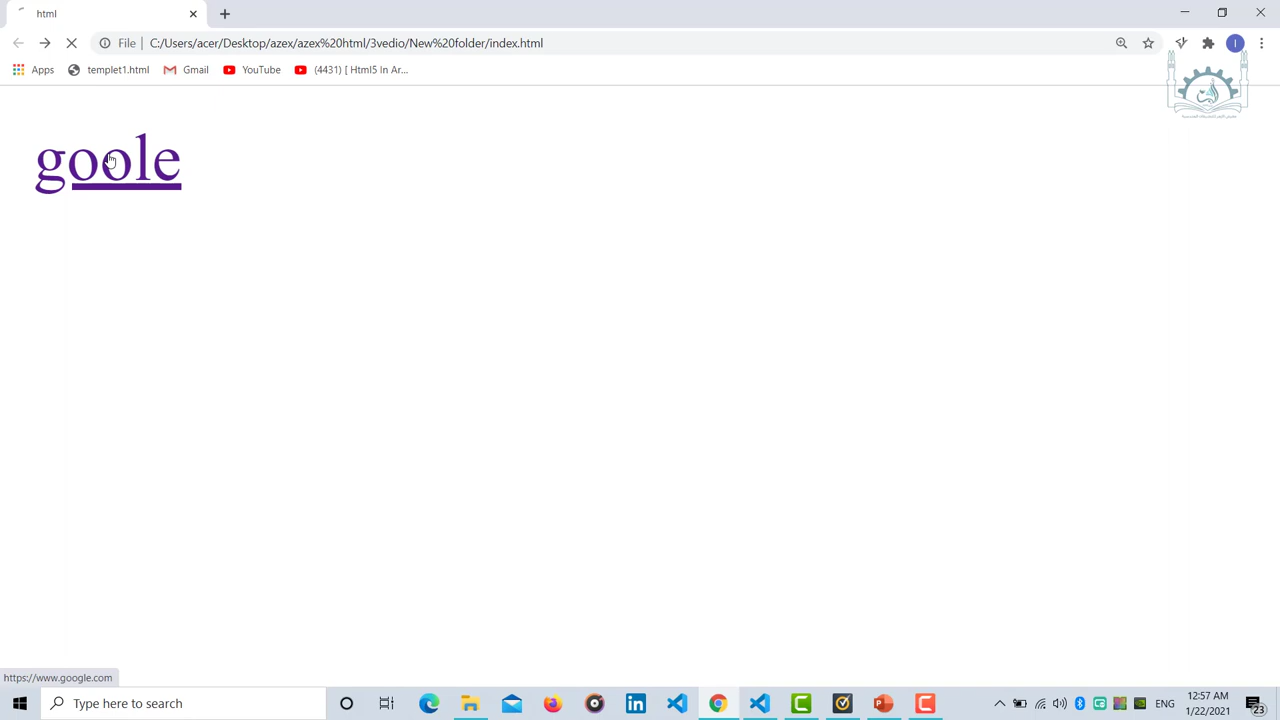 html
File
C:/Users/acer/Desktop/azex/azex%20html/3vedio/New%20folder/index.html
I
Apps
templet1.html
Gmail
YouTube
(4431) [ Html5 In Ar...
goole
https://www.google.com
Type here to search
ENG
12:57 AM
1/22/2021
23